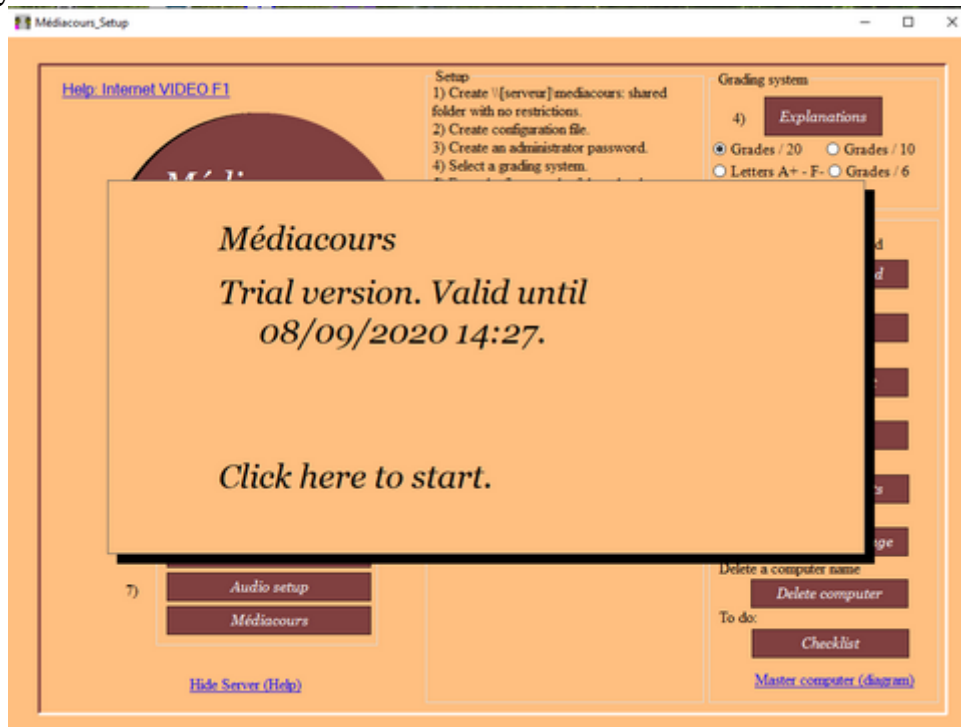 Médiacours_Setup
Help: Internet VIDEO F1
Setup
1) Create \\[serveur]\mediacours: shared
folder with no restrictions.
2) Create configuration file.
3) Create an administrator password.
4) Select a grading system.
Grading system
4) Explanations
Grades / 20 Grades / 10
Letters A+ - F- Grades / 6
Médiacours
Trial version. Valid until
08/09/2020 14:27.
Click here to start.
7) Audio setup
Médiacours
Hide Server (Help)
Delete a computer name
Delete computer
To do:
Checklist
Master computer (diagram)